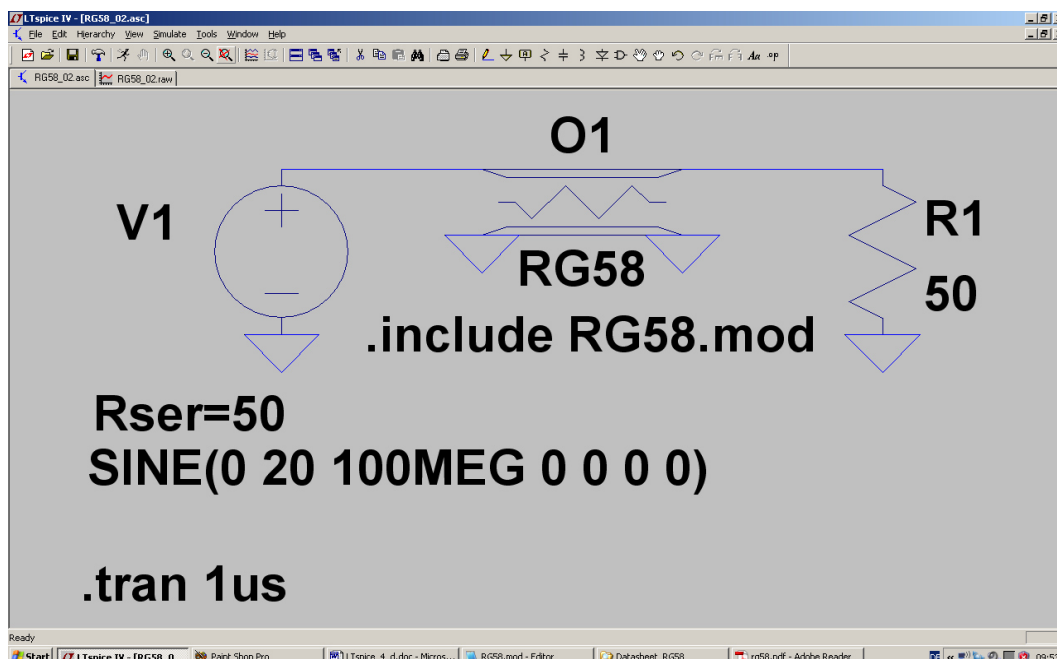 LTspice IV - [RG58_02.asc]
File Edit Hierarchy View Simulate Tools Window Help
Aa .op
RG58_02.asc RG58_02.raw
O1
V1
R1
RG58
50
.include RG58.mod
Rser=50
SINE(0 20 100MEG 0 0 0 0)
.tran 1us
Ready
Start LTspice IV - [RG58_0... Paint Shop Pro LTspice_4_d.doc - Micros... RG58.mod - Editor Datasheet_RG58 rg58.pdf - Adobe Reader